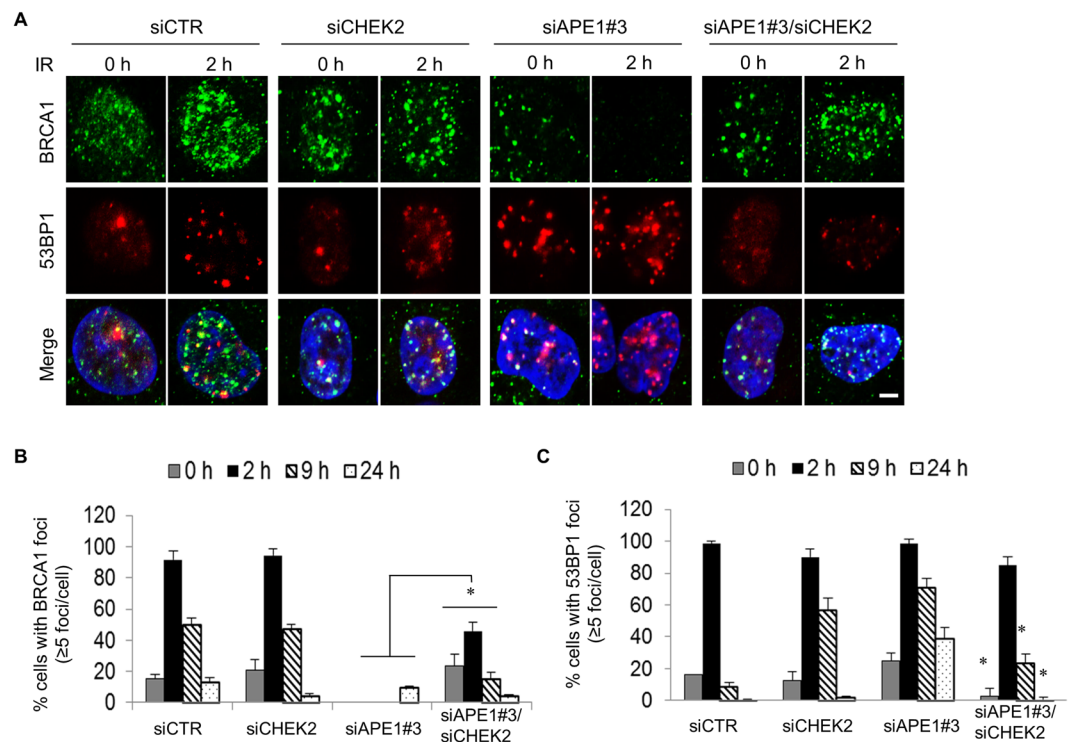 A
siCTR siCHEK2 siAPE1#3 siAPE1#3/siCHEK2
IR 0 h 2 h 0 h 2 h 0 h 2 h 0 h 2 h
BRCA1
53BP1
Merge
B
0 h 2 h 9 h 24 h
% cells with BRCA1 foci
(≥5 foci/cell)
120
100
80
60
40
20
0
*
siCTR siCHEK2 siAPE1#3 siAPE1#3/
siCHEK2
C
0 h 2 h 9 h 24 h
% cells with 53BP1 foci
(≥5 foci/cell)
120
100
80
60
40
20
0
* * *
siCTR siCHEK2 siAPE1#3 siAPE1#3/
siCHEK2